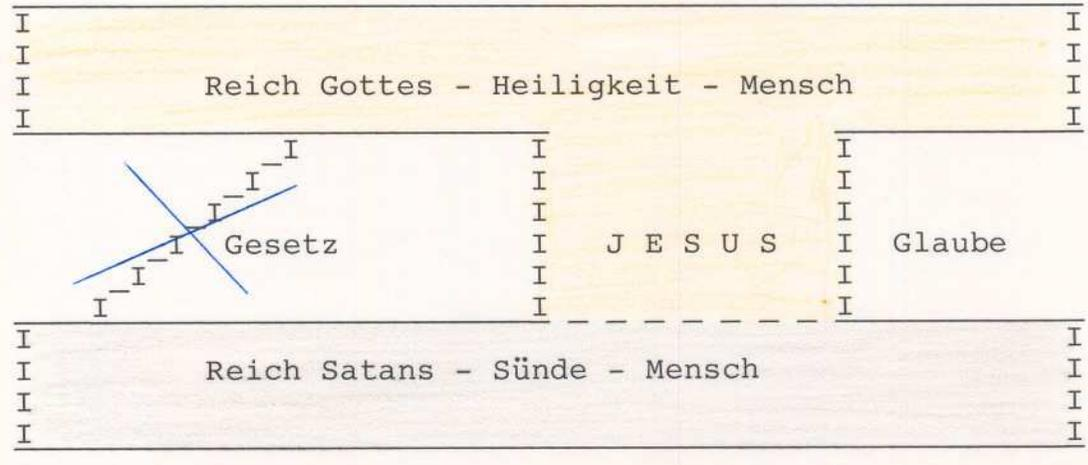 Reich Gottes - Heiligkeit - Mensch
Gesetz J E S U S Glaube
Reich Satans - Sünde - Mensch